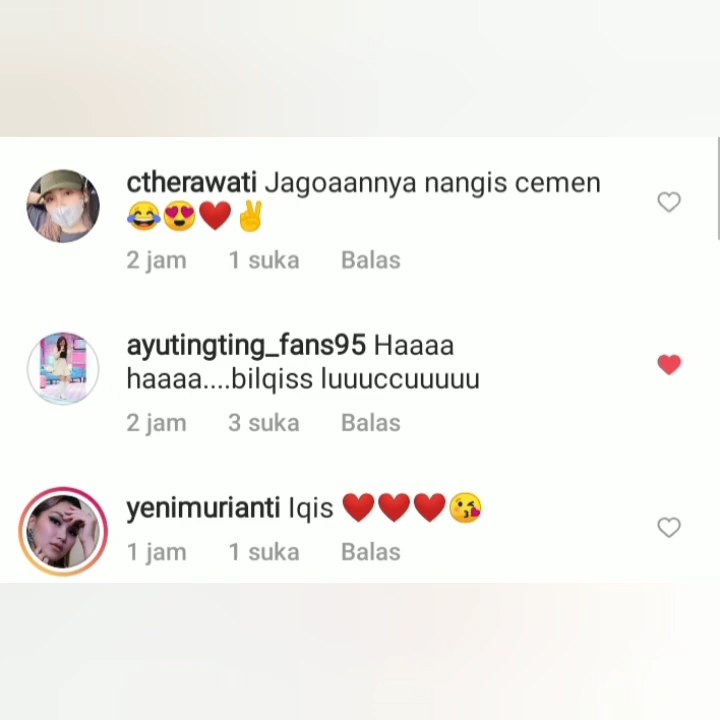 ctherawati Jagoaannya nangis cemen
😂😍❤️✌️
2 jam 1 suka Balas
ayutingting_fans95 Haaaa
haaaa....bilqiss luuuccuuuuu
2 jam 3 suka Balas
yenimurianti Iqis ❤️❤️❤️😘
1 jam 1 suka Balas